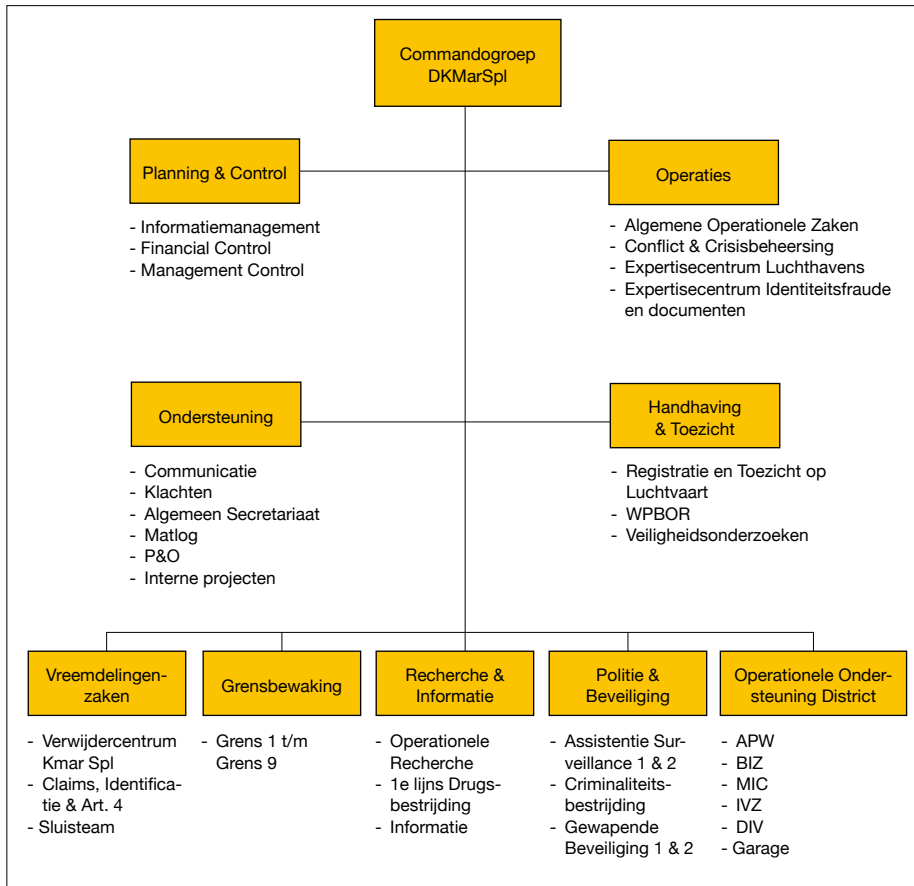 Commandogroep
DKMarSpl
Planning & Control
- Informatiemanagement
- Financial Control
- Management Control
Operaties
- Algemene Operationele Zaken
- Conflict & Crisisbeheersing
- Expertisecentrum Luchthavens
- Expertisecentrum Identiteitsfraude
en documenten
Ondersteuning
- Communicatie
- Klachten
- Algemeen Secretariaat
- Matlog
- P&O
- Interne projecten
Handhaving
& Toezicht
- Registratie en Toezicht op
Luchtvaart
- WPBOR
- Veiligheidsonderzoeken
Vreemdelingen-
zaken
- Verwijdercentrum
Kmar Spl
- Claims, Identifica-
tie & Art. 4
- Sluisteam
Grensbewaking
- Grens 1 t/m
Grens 9
Recherche &
Informatie
- Operationele
Recherche
- 1e lijns Drugs-
bestrijding
- Informatie
Politie &
Beveiliging
- Assistentie Sur-
veillance 1 & 2
- Criminaliteits-
bestrijding
- Gewapende
Beveiliging 1 & 2
Operationele Onder-
steuning District
- APW
- BIZ
- MIC
- IVZ
- DIV
- Garage